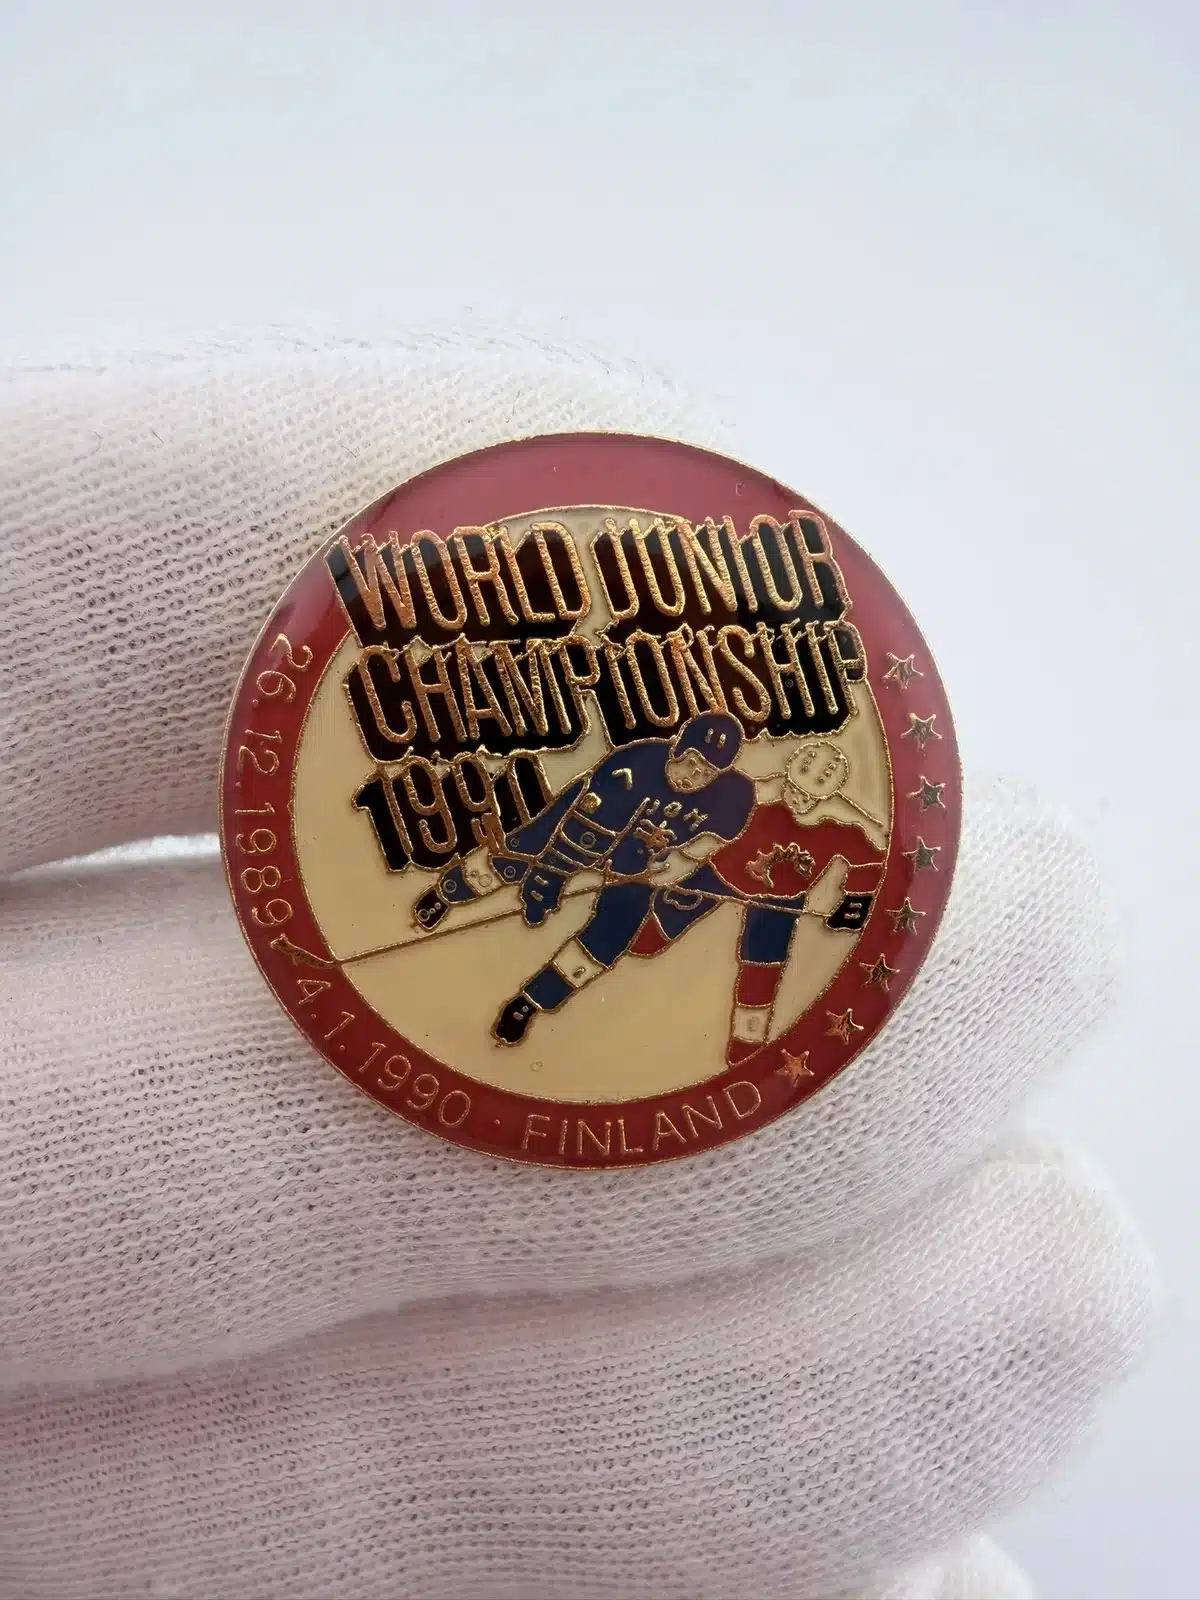 WORLD JUNIOR
CHAMPIONSHIP
1990
26.12.1989 - 4.1.1990 · FINLAND